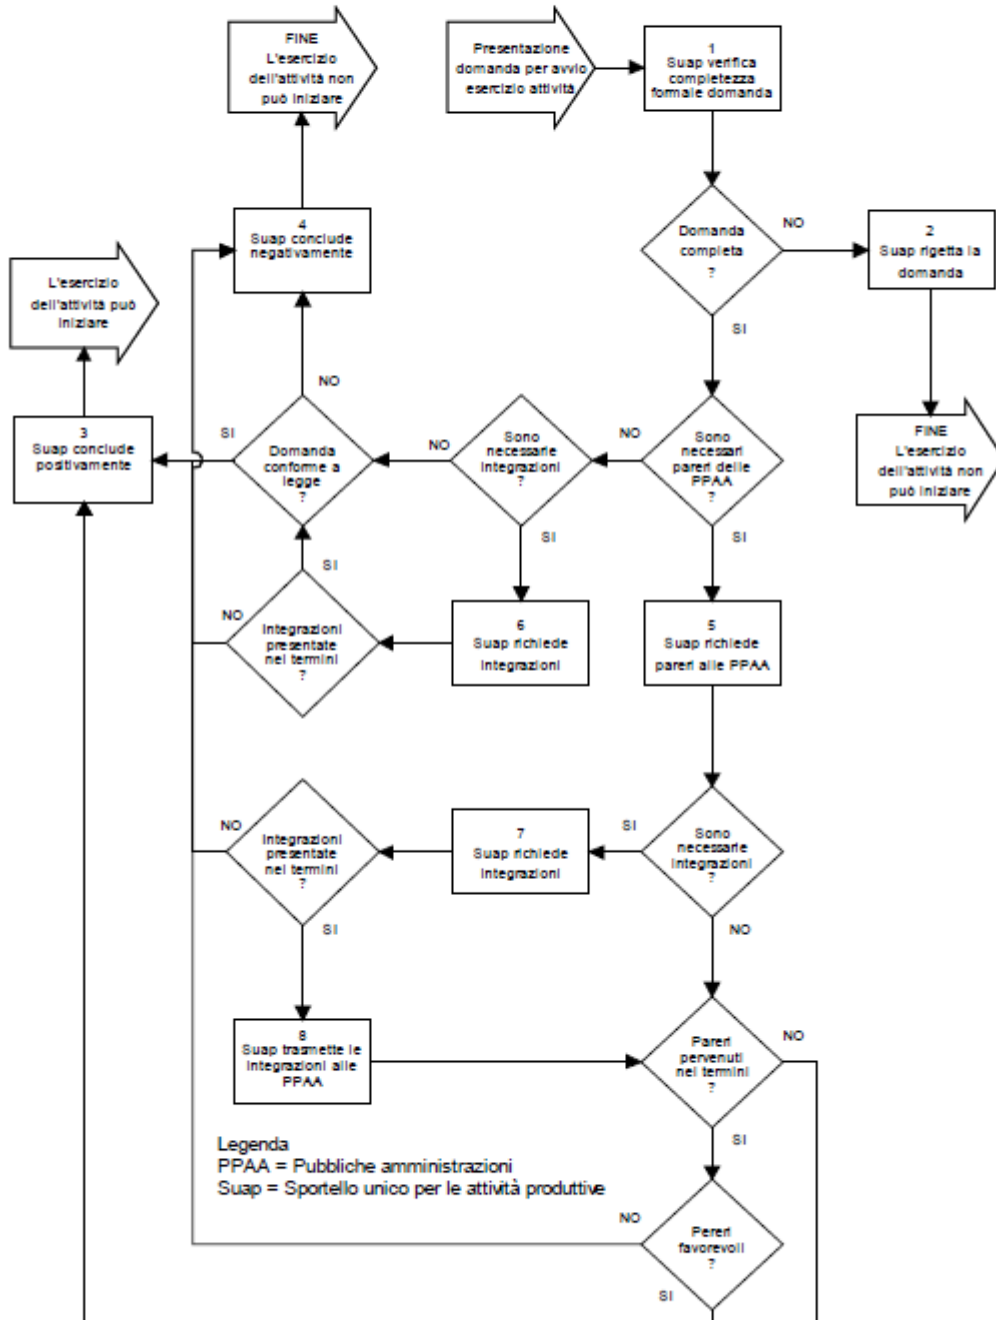 FINE
L'esercizio
dell'attività non
può iniziare
Presentazione
domanda per avvio
esercizio attività
1
Suap verifica
completezza
formale domanda
4
Suap conclude
negativamente
Domanda
completa
?
NO
2
Suap rigetta la
domanda
L'esercizio
dell'attività può
iniziare
SI
NO
3
Suap conclude
positivamente
SI
Domanda
conforme a
legge
?
NO
Sono
necessarie
integrazioni
?
NO
Sono
necessari
pareri delle
PPAA
?
FINE
L'esercizio
dell'attività non
può iniziare
SI
SI
SI
NO
Integrazioni
presentate
nei termini
?
6
Suap richiede
integrazioni
5
Suap richiede
pareri alle PPAA
NO
Integrazioni
presentate
nei termini
?
7
Suap richiede
integrazioni
SI
Sono
necessarie
integrazioni
?
SI
NO
8
Suap trasmette le
integrazioni alle
PPAA
Pareri
pervenuti
nei termini
?
NO
SI
Legenda
PPAA = Pubbliche amministrazioni
Suap = Sportello unico per le attività produttive
NO
Pereri
favorevoli
?
SI